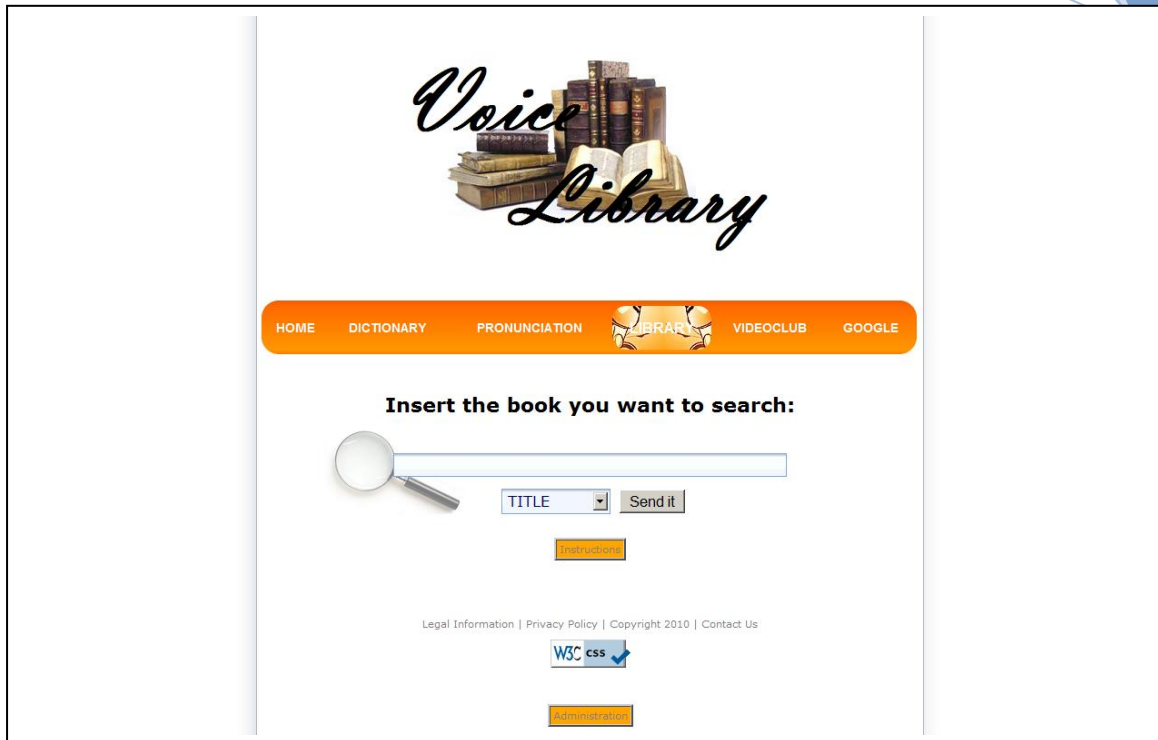 Voice
Library
HOME DICTIONARY PRONUNCIATION LIBRARY VIDEOCLUB GOOGLE
Insert the book you want to search:
TITLE Send it
Instructions
Legal Information | Privacy Policy | Copyright 2010 | Contact Us
W3C css
Administration